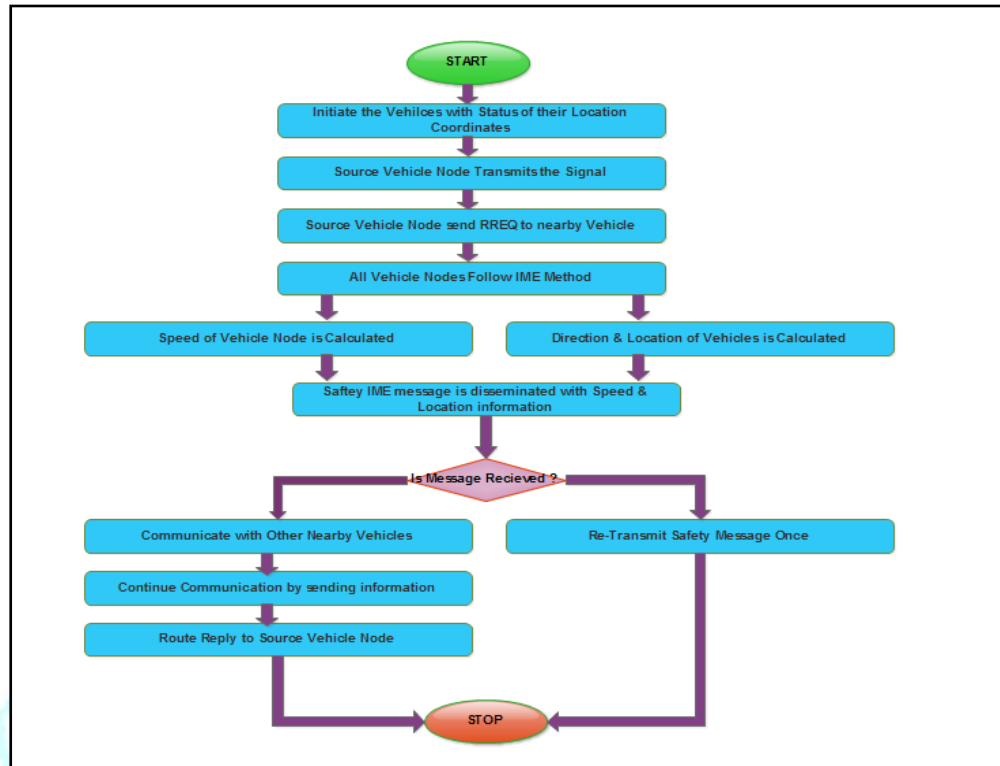 START
Initiate the Vehilces with Status of their Location
Coordinates
Source Vehicle Node Transmits the Signal
Source Vehicle Node send RREQ to nearby Vehicle
All Vehicle Nodes Follow IME Method
Speed of Vehicle Node is Calculated
Direction & Location of Vehicles is Calculated
Saftey IME message is disseminated with Speed &
Location information
Is Message Recieved ?
Communicate with Other Nearby Vehicles
Re-Transmit Safety Message Once
Continue Communication by sending information
Route Reply to Source Vehicle Node
STOP